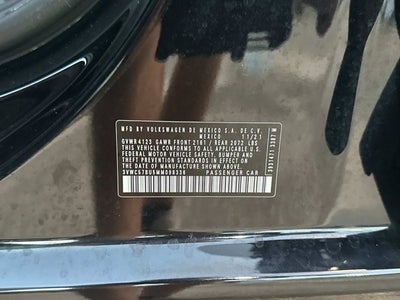 MFD. BY VOLKSWAGEN DE MEXICO S.A. DE C.V.
MEXICO 11/21
GVWR 4123 GAWR FRONT 2181 / REAR 2072 LBS
THIS VEHICLE CONFORMS TO ALL APPLICABLE
FEDERAL MOTOR VEHICLE SAFETY, BUMPER, AND
THEFT PREVENTION STANDARDS IN EFFECT ON
THE DATE OF MANUFACTURE SHOWN ABOVE.
PASSENGER CAR